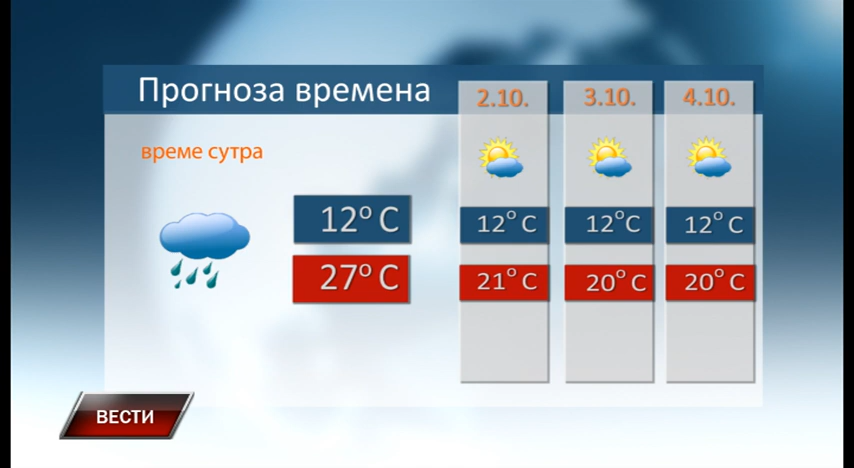 Прогноза времена
време сутра
12° C
27° C
2.10.
12° C
21° C
3.10.
12°C
20° C
4.10.
12° C
20° C
ВЕСТИ